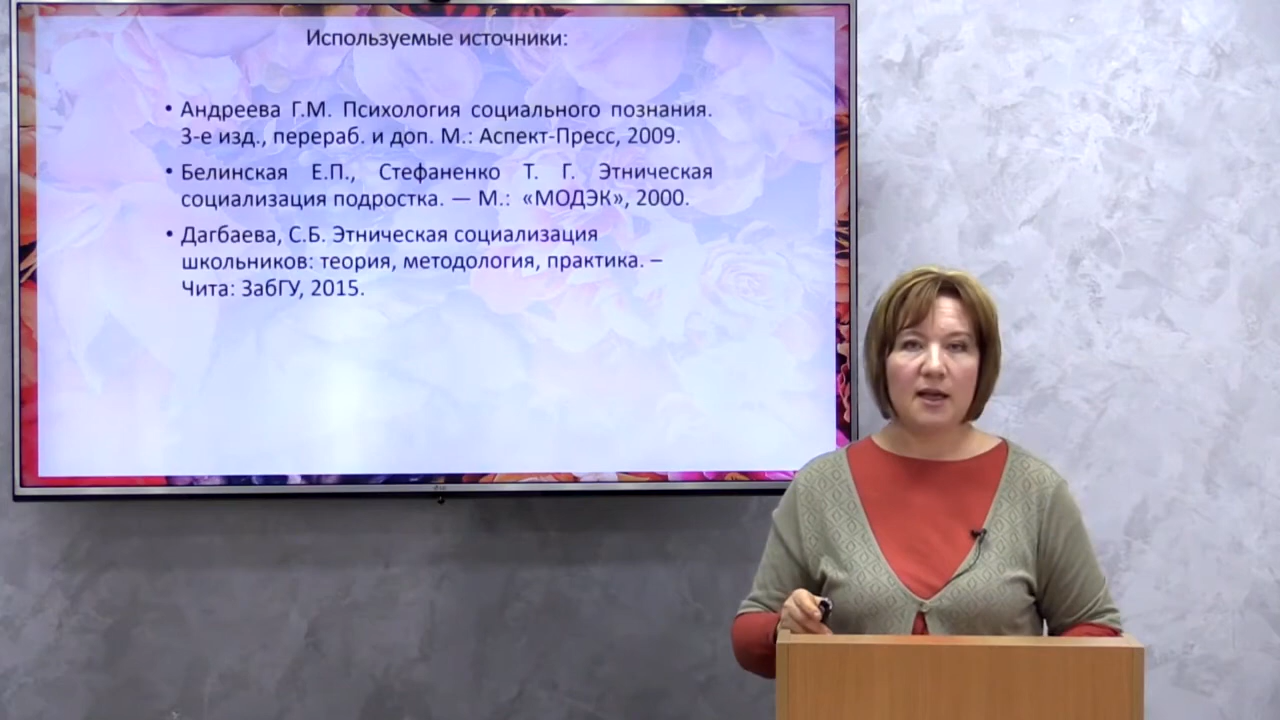 Используемые источники:
• Андреева Г.М. Психология социального познания.
3-е изд., перераб. и доп. М.: Аспект-Пресс, 2009.
• Белинская Е.П., Стефаненко Т. Г. Этническая
социализация подростка. — М.: «МОДЭК», 2000.
• Дагбаева, С.Б. Этническая социализация
школьников: теория, методология, практика. –
Чита: ЗабГУ, 2015.
LG